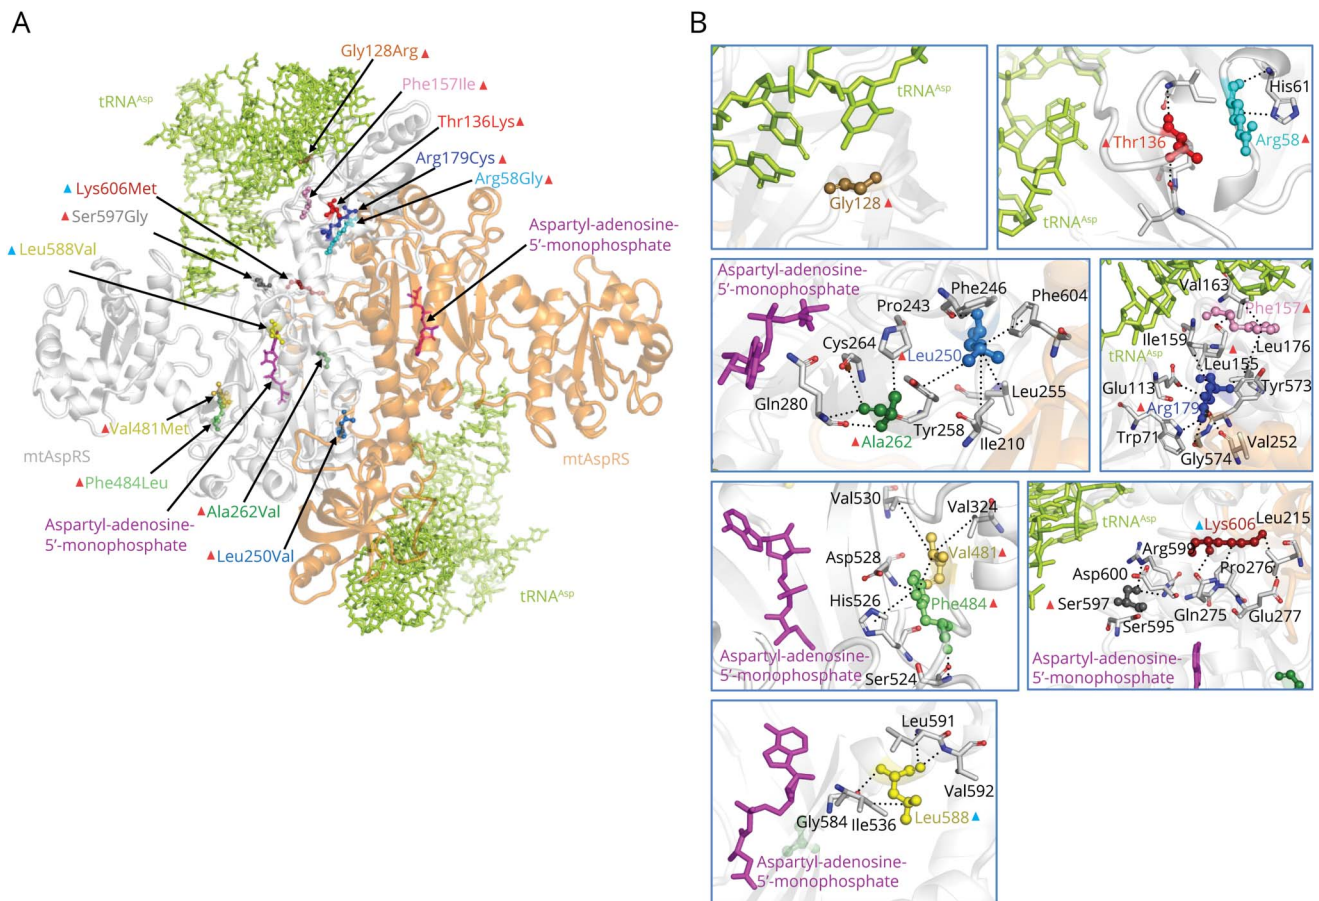 A
Gly128Arg
Phe157Ile
tRNAAsp
Thr136Lys
Arg179Cys
Arg58Gly
Lys606Met
Ser597Gly
Leu588Val
Aspartyl-adenosine-
5’-monophosphate
Val481Met
mtAspRS
mtAspRS
Phe484Leu
Ala262Val
Aspartyl-adenosine-
5’-monophosphate
Leu250Val
tRNAAsp
B
tRNAAsp
Gly128
His61
Thr136
Arg58
tRNAAsp
Aspartyl-adenosine-
5’-monophosphate
Phe246
Phe604
Pro243
Cys264
Leu250
Gln280
Leu255
Tyr258
Ala262
Ile210
Val163
Phe157
Ile159
Leu176
tRNAAsp
Leu155
Glu113
Tyr573
Arg179
Trp71
Val252
Gly574
Val530
Val324
Asp528
Val481
His526
Phe484
Aspartyl-adenosine-
5’-monophosphate
Ser524
tRNAAsp
Lys606
Leu215
Arg599
Pro276
Asp600
Ser597
Gln275
Glu277
Ser595
Aspartyl-adenosine-
5’-monophosphate
Leu591
Val592
Gly584
Ile536
Leu588
Aspartyl-adenosine-
5’-monophosphate